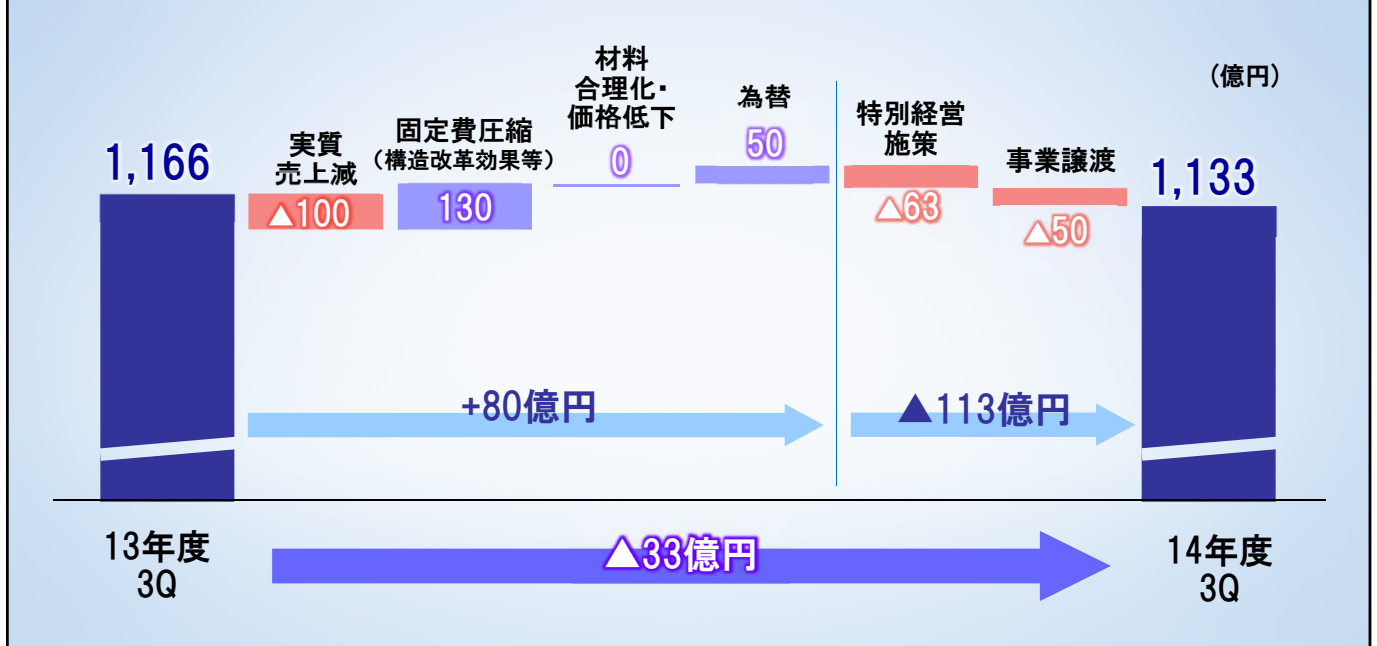 (億円)
1,166
実質
売上減
▲100
固定費圧縮
(構造改革効果等)
130
材料
合理化・
価格低下
0
為替
50
特別経営
施策
△63
事業譲渡
△50
1,133
+80億円
▲113億円
13年度
3Q
△33億円
14年度
3Q